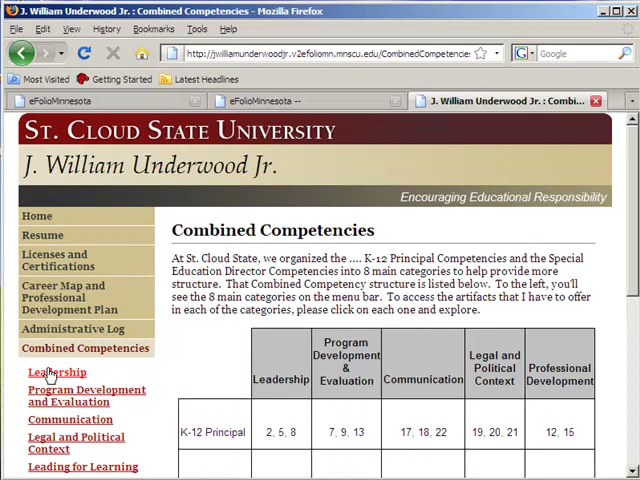 J. William Underwood Jr. : Combined Competencies - Mozilla Firefox
File Edit View History Bookmarks Tools Help
http://jwilliamunderwoodjr.v2efoliomn.mnscu.edu/CombinedCompetencie
Google
Most Visited Getting Started Latest Headlines
eFolioMinnesota
eFolioMinnesota --
J. William Underwood Jr. : Combi...
ST. CLOUD STATE UNIVERSITY
J. William Underwood Jr.
Encouraging Educational Responsibility
Home
Resume
Licenses and
Certifications
Career Map and
Professional
Development Plan
Administrative Log
Combined Competencies
Leadership
Program Development
and Evaluation
Communication
Legal and Political
Context
Leading for Learning
Combined Competencies
At St. Cloud State, we organized the .... K-12 Principal Competencies and the Special
Education Director Competencies into 8 main categories to help provide more
structure. That Combined Competency structure is listed below. To the left, you'll
see the 8 main categories on the menu bar. To access the artifacts that I have to offer
in each of the categories, please click on each one and explore.
Leadership
Program
Development
&
Evaluation
Communication
Legal and
Political
Context
Professional
Development
K-12 Principal 2, 5, 8 7, 9, 13 17, 18, 22 19, 20, 21 12, 15